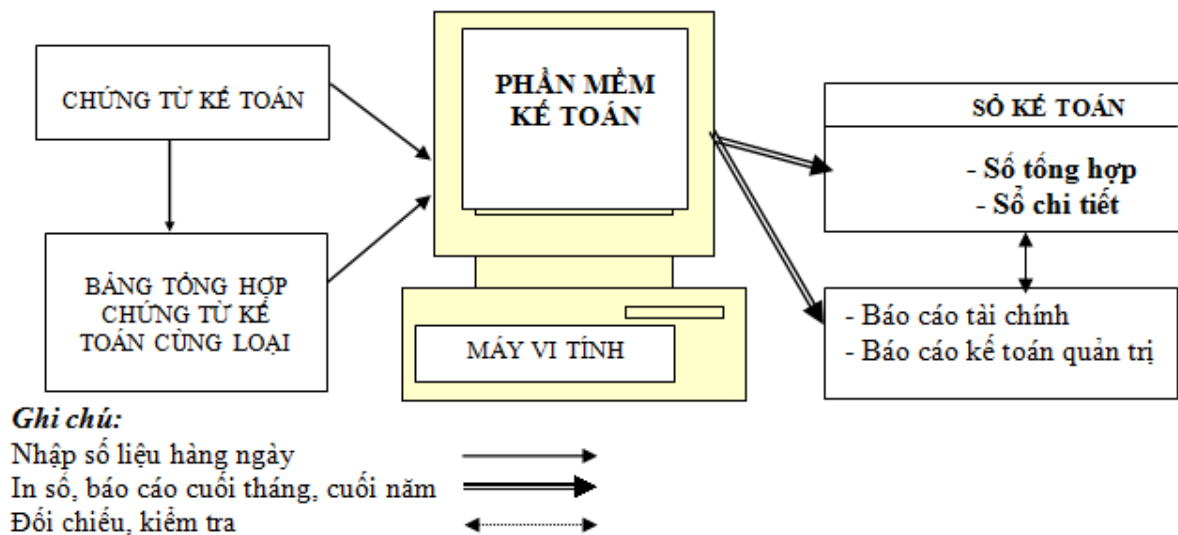 CHỨNG TỪ KẾ TOÁN
BẢNG TỔNG HỢP
CHỨNG TỪ KẾ
TOÁN CÙNG LOẠI
PHẦN MỀM
KẾ TOÁN
MÁY VI TÍNH
SỔ KẾ TOÁN
- Sổ tổng hợp
- Sổ chi tiết
- Báo cáo tài chính
- Báo cáo kế toán quản trị
Ghi chú:
Nhập số liệu hàng ngày
In sổ, báo cáo cuối tháng, cuối năm
Đối chiếu, kiểm tra